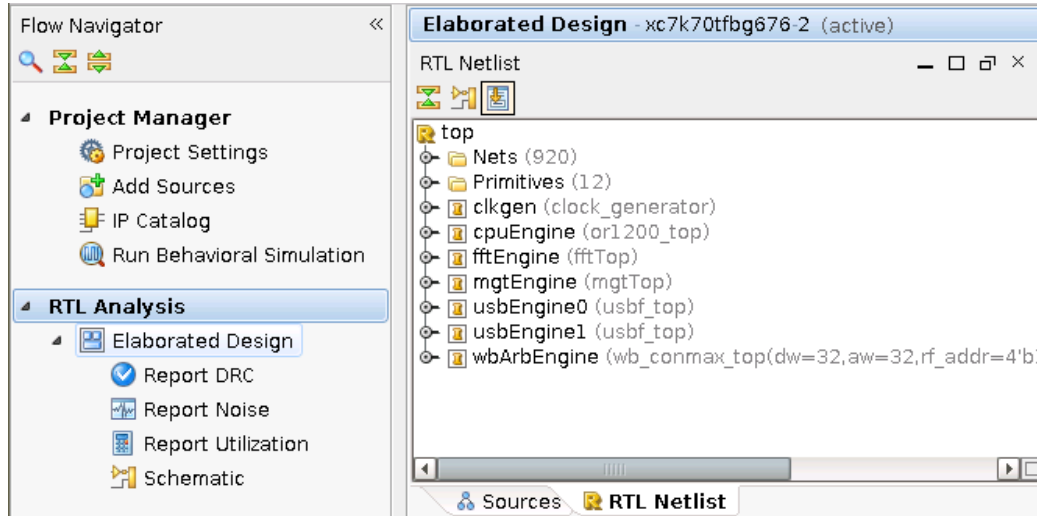 Flow Navigator
Project Manager
Project Settings
Add Sources
IP Catalog
Run Behavioral Simulation
RTL Analysis
Elaborated Design
Report DRC
Report Noise
Report Utilization
Schematic
Elaborated Design - xc7k70tfbg676-2 (active)
RTL Netlist
top
Nets (920)
Primitives (12)
clkgen (clock_generator)
cpuEngine (or1200_top)
fftEngine (fftTop)
mgtEngine (mgtTop)
usbEngine0 (usbf_top)
usbEngine1 (usbf_top)
wbArbEngine (wb_conmax_top(dw=32,aw=32,rf_addr=4'b1
Sources
RTL Netlist